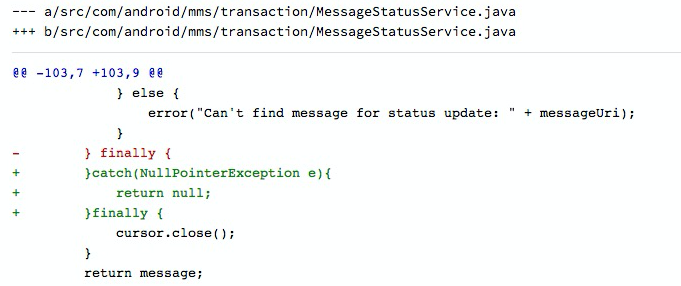 --- a/src/com/android/mms/transaction/MessageStatusService.java
+++ b/src/com/android/mms/transaction/MessageStatusService.java
@@ -103,7 +103,9 @@
             } else {
                 error("Can't find message for status update: " + messageUri);
             }
-        } finally {
+        }catch(NullPointerException e){
+            return null;
+        }finally {
             cursor.close();
         }
         return message;